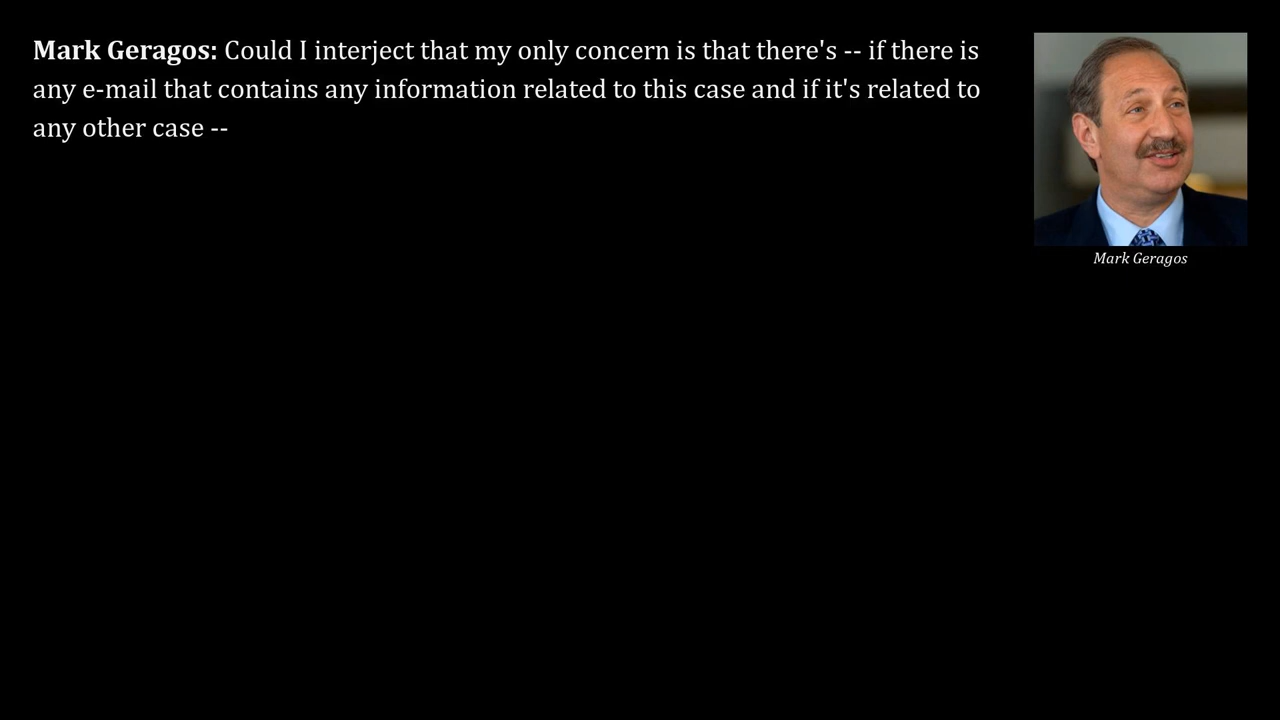 Mark Geragos: Could I interject that my only concern is that there's -- if there is
any e-mail that contains any information related to this case and if it's related to
any other case --
Mark Geragos